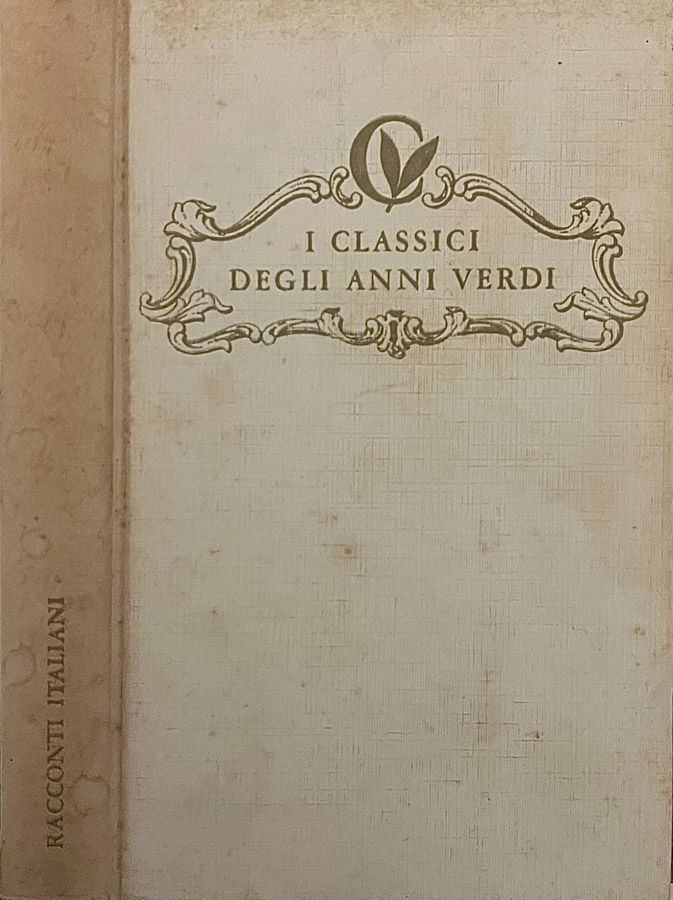 C
I CLASSICI
DEGLI ANNI VERDI
RACCONTI ITALIANI